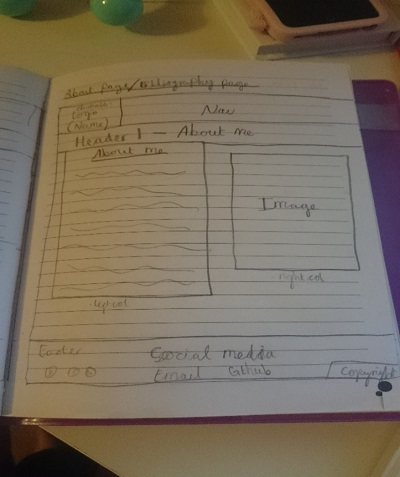 About Page/Bibliography page
Logo
(Name)
Nav
Header 1 — About me
About me
Image
left col
right col
Footer
Social media
Email Github
Copyright